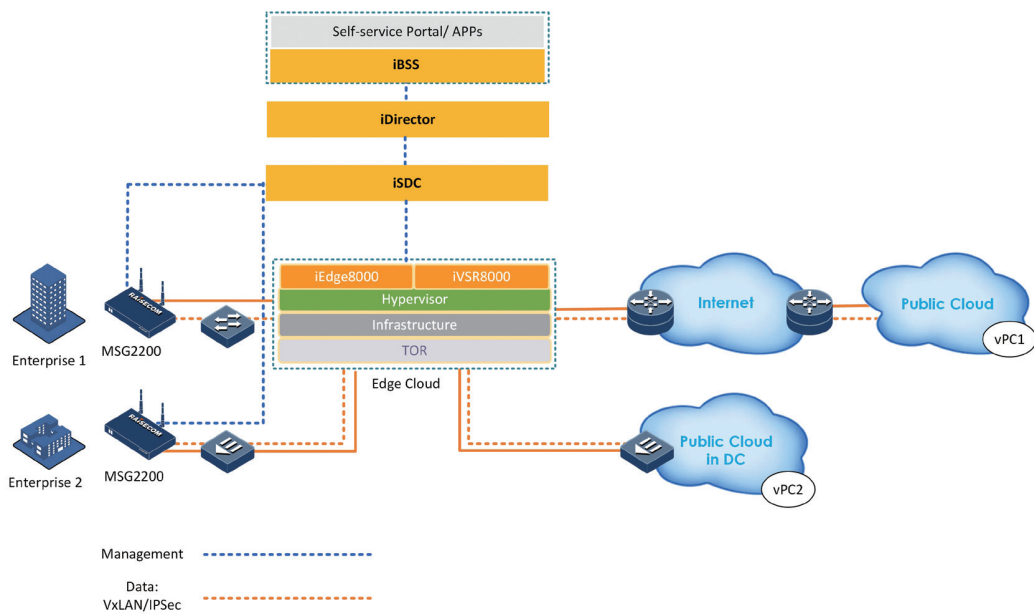 Self-service Portal/ APPs
iBSS
iDirector
iSDC
iEdge8000
iVSR8000
Hypervisor
Infrastructure
TOR
Edge Cloud
RAISECOM
MSG2200
Enterprise 1
Internet
Public Cloud
vPC1
RAISECOM
MSG2200
Enterprise 2
Public Cloud
in DC
vPC2
Management
Data:
VxLAN/IPSec